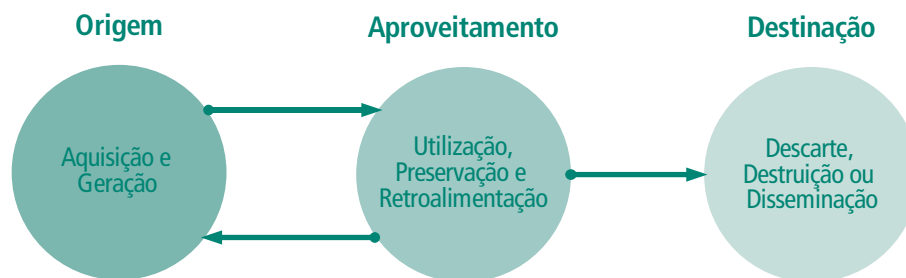 Origem
Aproveitamento
Destinação
Aquisição e
Geração
Utilização,
Preservação e
Retroalimentação
Descarte,
Destruição ou
Disseminação